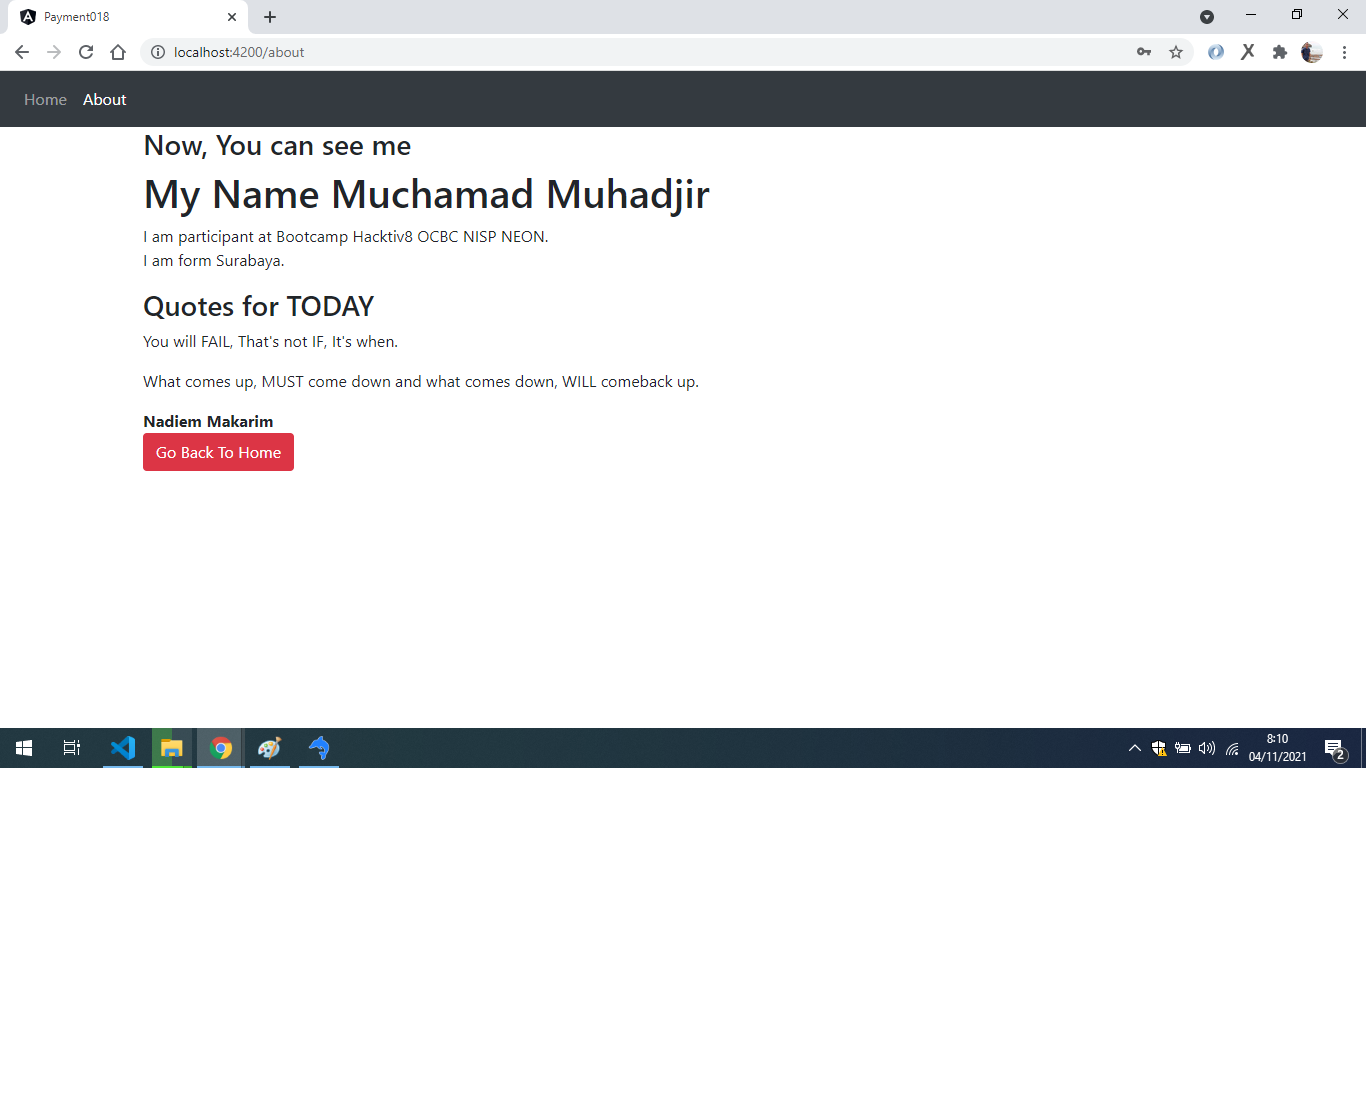 Payment018
localhost:4200/about
Home About
Now, You can see me
My Name Muchamad Muhadjir
I am participant at Bootcamp Hacktiv8 OCBC NISP NEON.
I am form Surabaya.
Quotes for TODAY
You will FAIL, That's not IF, It's when.
What comes up, MUST come down and what comes down, WILL comeback up.
Nadiem Makarim
Go Back To Home
8:10
04/11/2021
2